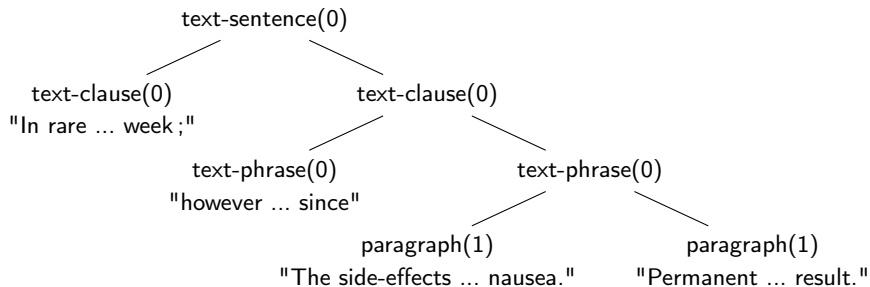 text-sentence(0)
text-clause(0) text-clause(0)
"In rare ... week;"
text-phrase(0) text-phrase(0)
"however ... since"
paragraph(1) paragraph(1)
"The side-effects ... nausea." "Permanent ... result."